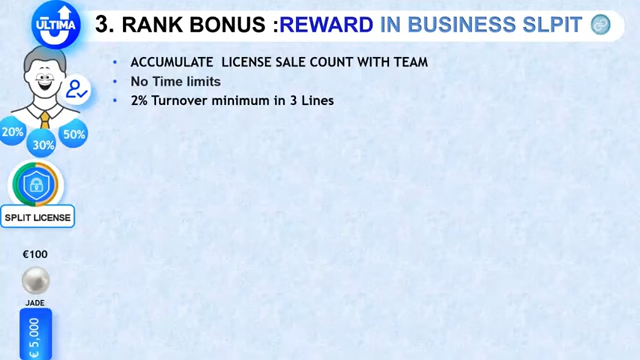 ULTIMA
3. RANK BONUS :REWARD IN BUSINESS SLPIT
• ACCUMULATE LICENSE SALE COUNT WITH TEAM
• No Time limits
• 2% Turnover minimum in 3 Lines
20%
30%
50%
SPLIT LICENSE
€100
JADE
€ 5,000